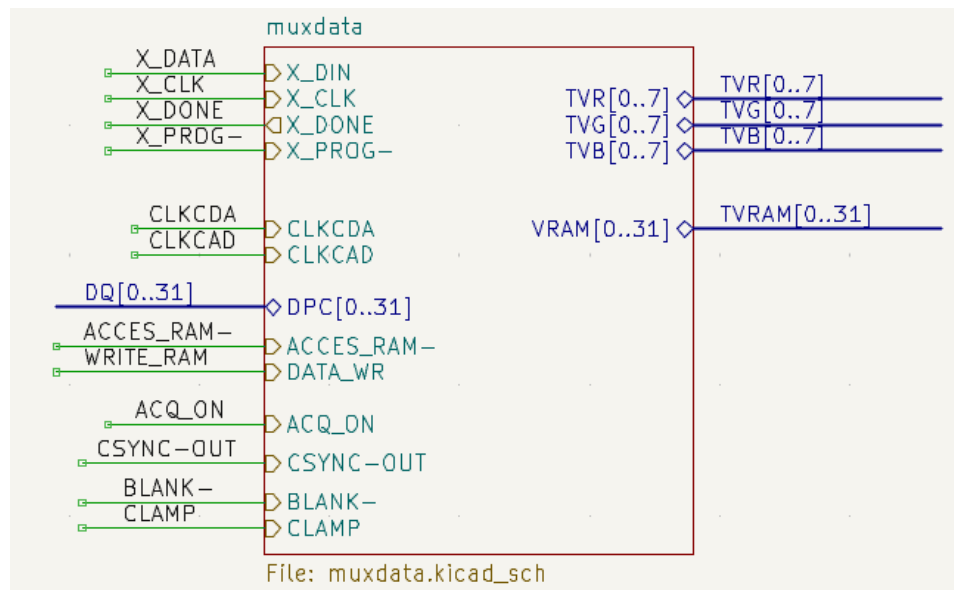 muxdata
X_DATA
X_DIN
X_CLK
X_CLK
X_DONE
X_DONE
X_PROG-
X_PROG-
TVR[0..7]
TVR[0..7]
TVG[0..7]
TVG[0..7]
TVB[0..7]
TVB[0..7]
CLKCDA
CLKCDA
CLKCAD
CLKCAD
VRAM[0..31]
TVRAM[0..31]
DQ[0..31]
DPC[0..31]
ACCES_RAM-
ACCES_RAM-
WRITE_RAM
DATA_WR
ACQ_ON
ACQ_ON
CSYNC-OUT
CSYNC-OUT
BLANK-
BLANK-
CLAMP
CLAMP
File: muxdata.kicad_sch